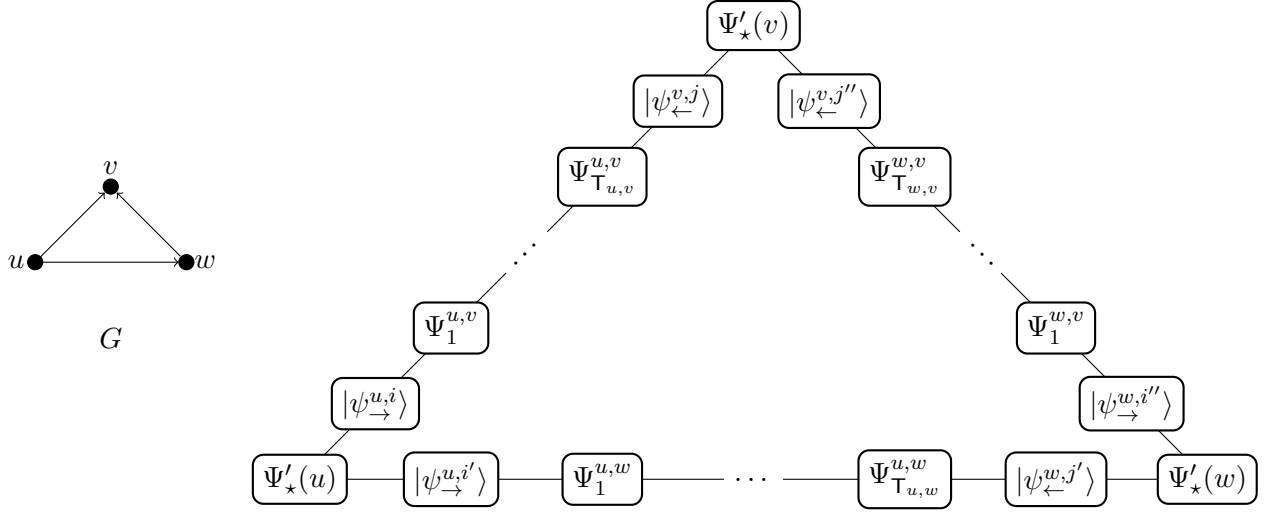 Ψ′⋆(v)
|ψ←^{v,j}⟩
|ψ←^{v,j′′}⟩
v
Ψ^{u,v}_{T_{u,v}}
Ψ^{w,v}_{T_{w,v}}
u
w
⋯
⋯
G
Ψ^{u,v}_1
Ψ^{w,v}_1
|ψ→^{u,i}⟩
|ψ→^{w,i′′}⟩
Ψ′⋆(u)
|ψ→^{u,i′}⟩
Ψ^{u,w}_1
⋯
Ψ^{u,w}_{T_{u,w}}
|ψ←^{w,j′}⟩
Ψ′⋆(w)